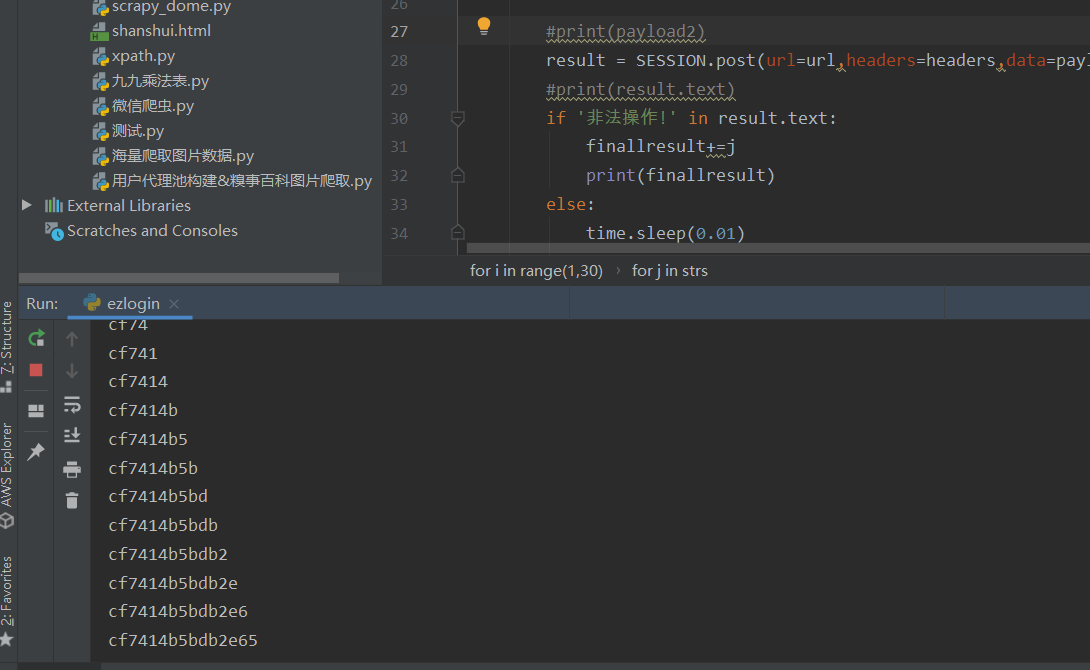 scrapy_dome.py
shanshui.html
xpath.py
九九乘法表.py
微信爬虫.py
测试.py
海量爬取图片数据.py
用户代理池构建&糗事百科图片爬取.py
External Libraries
Scratches and Consoles
26
27 #print(payload2)
28 result = SESSION.post(url=url,headers=headers,data=payl
29 #print(result.text)
30 if '非法操作!' in result.text:
31 finallresult+=j
32 print(finallresult)
33 else:
34 time.sleep(0.01)
for i in range(1,30) › for j in strs
Run: ezlogin
cf74
cf741
cf7414
cf7414b
cf7414b5
cf7414b5b
cf7414b5bd
cf7414b5bdb
cf7414b5bdb2
cf7414b5bdb2e
cf7414b5bdb2e6
cf7414b5bdb2e65
7: Structure
AWS Explorer
2: Favorites